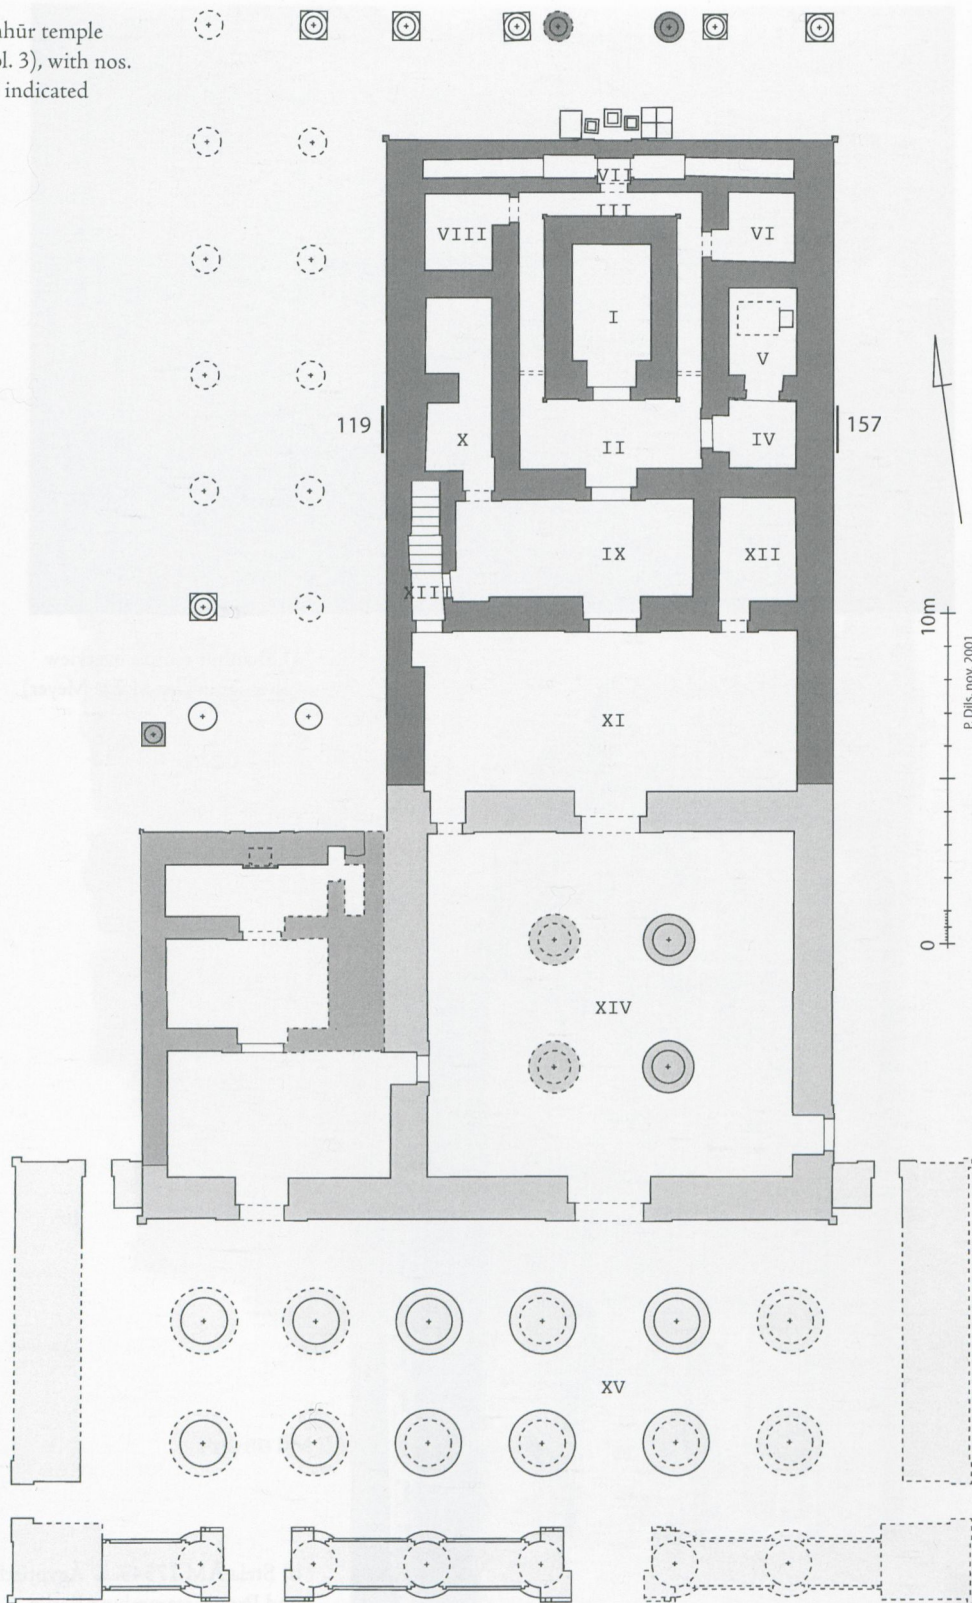 temple
3), with nos.
indicated
VII
III
VIII
VI
I
V
119
157
X
II
IV
IX
XII
XIII
10m
XI
P. Dils nov 2001
0
XIV
XV